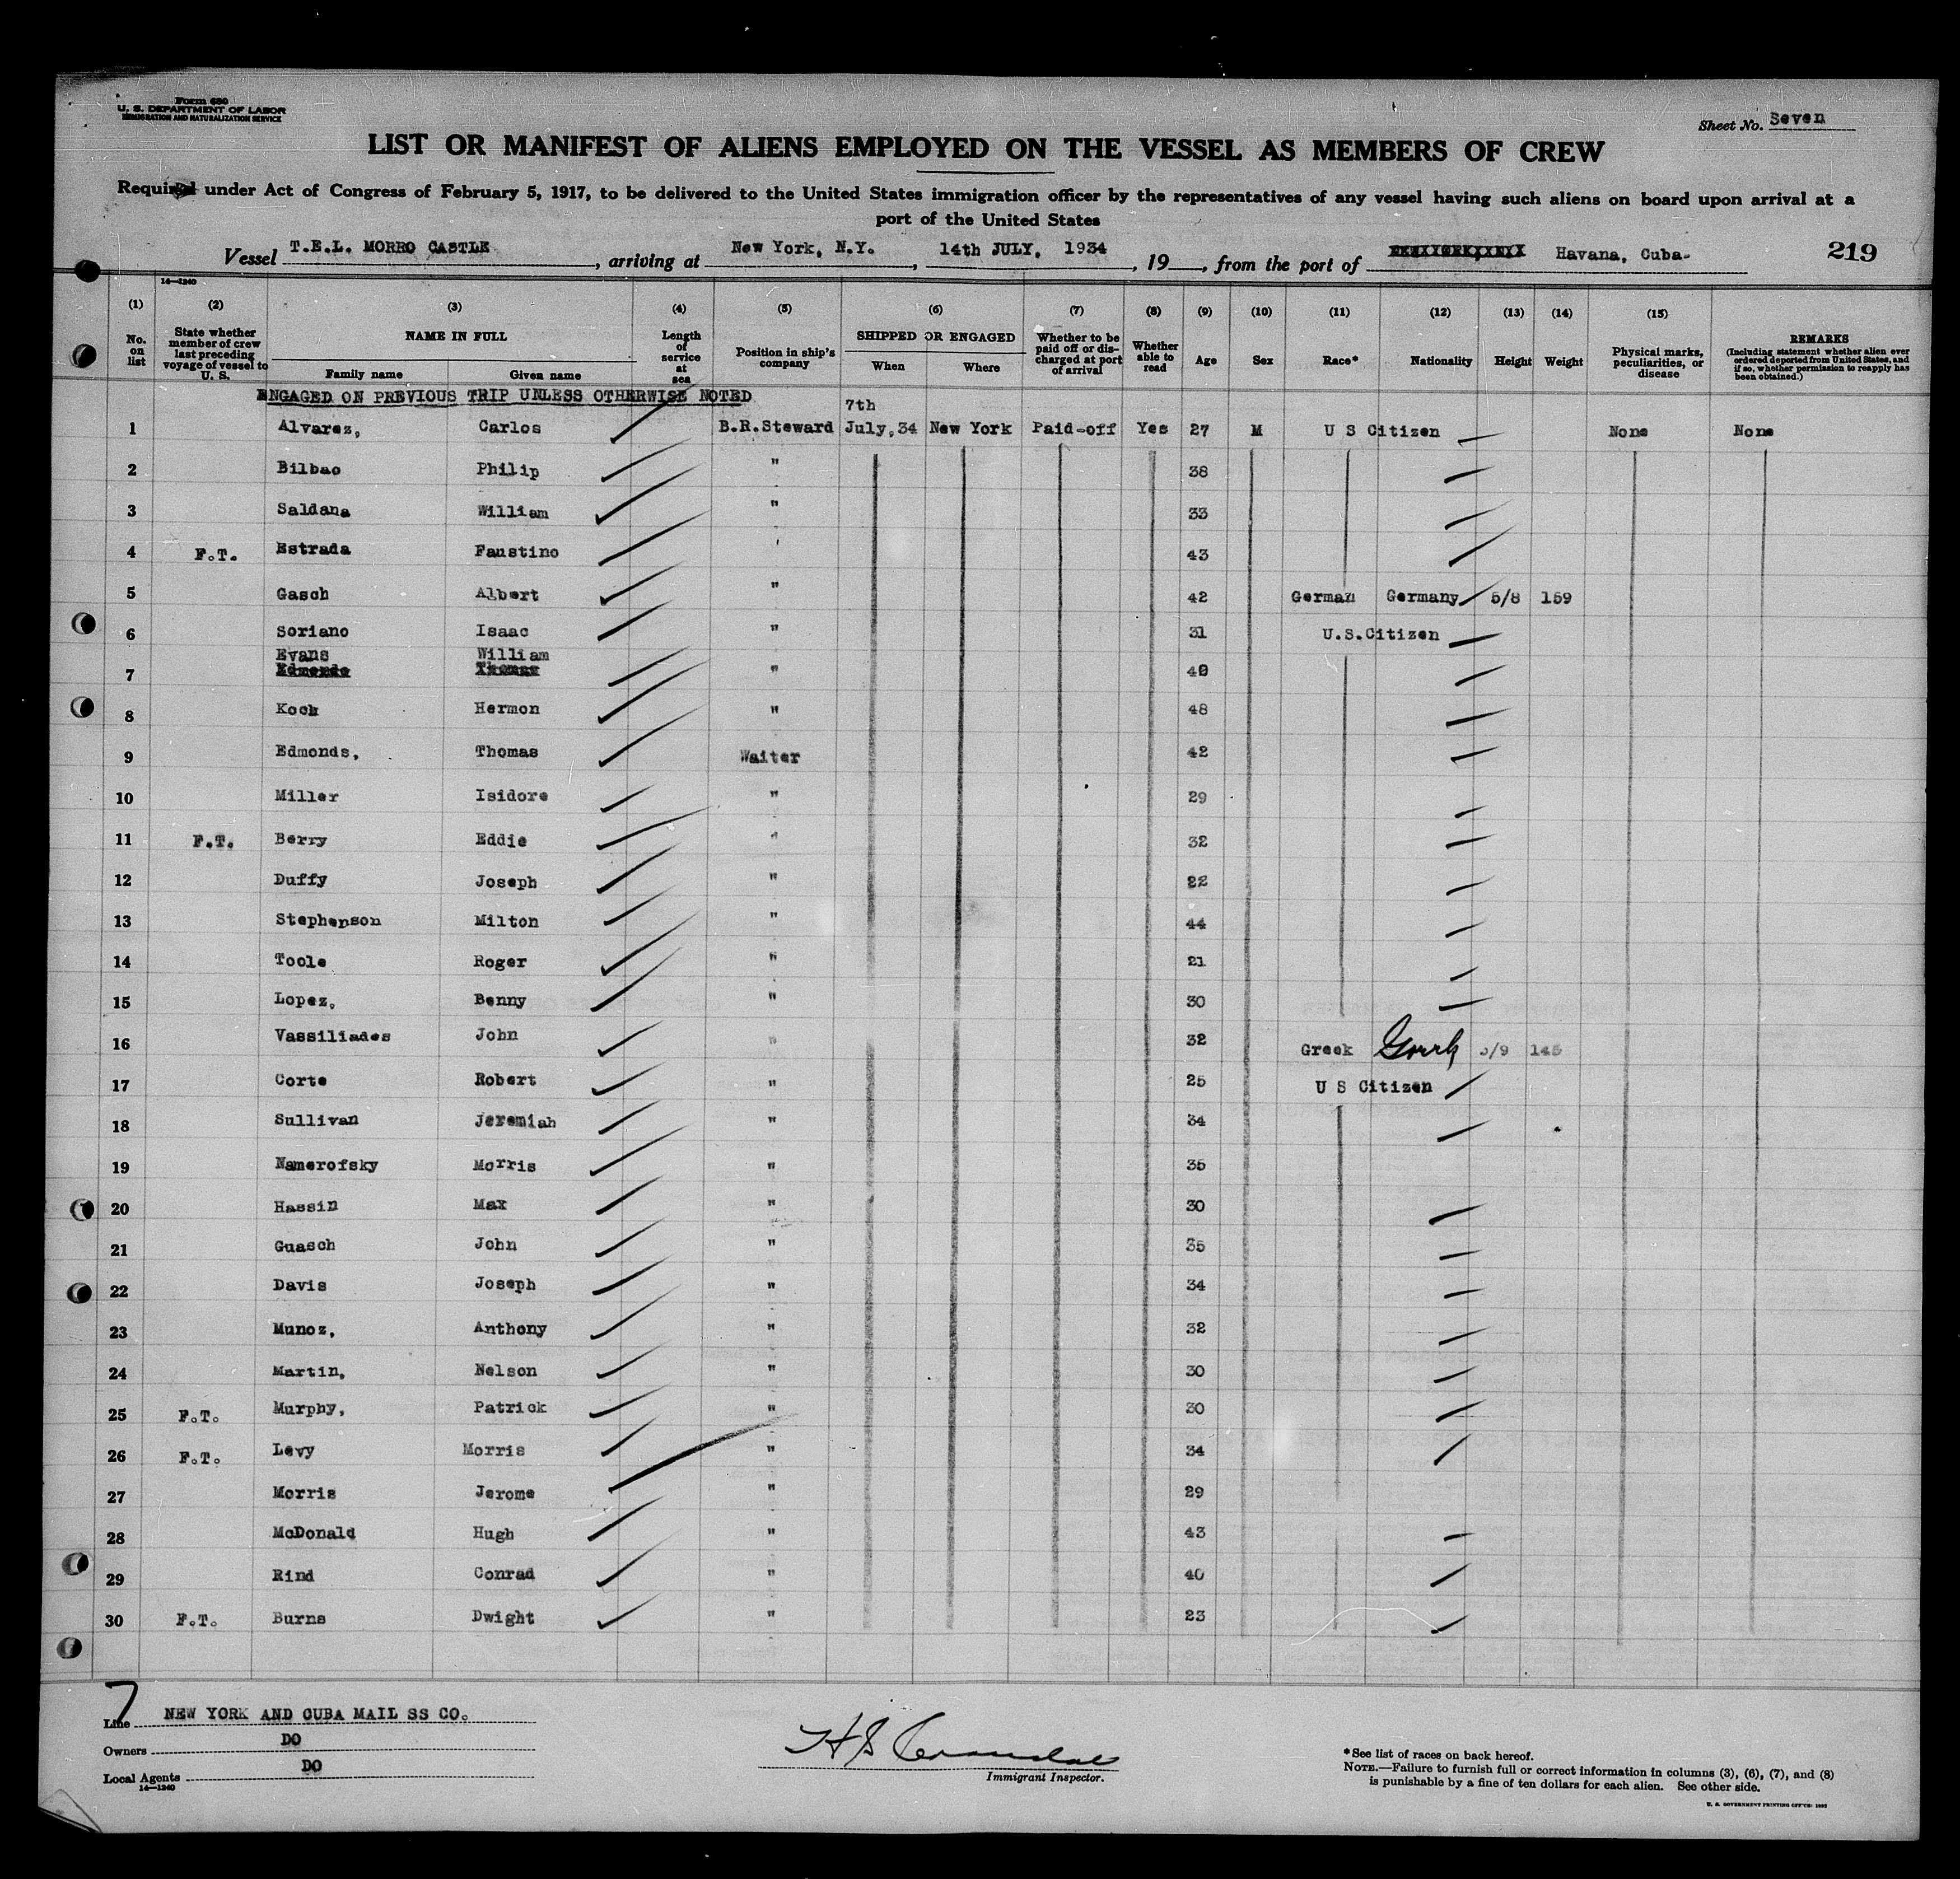 Form 680
U. S. DEPARTMENT OF LABOR
IMMIGRATION AND NATURALIZATION SERVICE
Sheet No. Seven
LIST OR MANIFEST OF ALIENS EMPLOYED ON THE VESSEL AS MEMBERS OF CREW
Required under Act of Congress of February 5, 1917, to be delivered to the United States immigration officer by the representatives of any vessel having such aliens on board upon arrival at a
port of the United States
Vessel T.E.L. MORRO CASTLE, arriving at New York, N.Y., 14th JULY, 1934, 19__, from the port of Havana, Cuba. 219
14—1240
(1) (2) (3) (4) (5) (6) (7) (8) (9) (10) (11) (12) (13) (14) (15)
No. on list
State whether member of crew last preceding voyage of vessel to U. S.
NAME IN FULL
Family name Given name
Length of service at sea
Position in ship's company
SHIPPED OR ENGAGED
When Where
Whether to be paid off or discharged at port of arrival
Whether able to read
Age
Sex
Race*
Nationality
Height
Weight
Physical marks, peculiarities, or disease
REMARKS
(Including statement whether alien ever ordered deported from United States, and if so, whether permission to reapply has been obtained.)
ENGAGED ON PREVIOUS TRIP UNLESS OTHERWISE NOTED
7th
1 Alvarez, Carlos B.R.Steward July,34 New York Paid-off Yes 27 M U S Citizen None None
2 Bilbao Philip " 38
3 Saldana William " 33
4 F.T. Estrada Faustino ' 43
5 Gasch Albert " 42 German Germany 5/8 159
6 Soriano Isaac " 31 U.S.Citizen
Evans William
7 Edmonds Thomas " 40
8 Koch Hermon " 48
9 Edmonds, Thomas Waiter 42
10 Miller Isidore " 29
11 F.T. Berry Eddie " 32
12 Duffy Joseph " 22
13 Stephenson Milton " 44
14 Toole Roger " 21
15 Lopez, Benny " 30
16 Vassiliades John " 32 Greek Greek 5/9 145
17 Corte Robert " 25 U S Citizen
18 Sullivan Jeremiah " 34
19 Namerofsky Morris " 35
20 Hassin Max " 30
21 Guasch John " 35
22 Davis Joseph " 34
23 Munoz, Anthony " 32
24 Martin, Nelson " 30
25 F.T. Murphy, Patrick " 30
26 F.T. Levy Morris " 34
27 Morris Jerome " 29
28 McDonald Hugh " 43
29 Rind Conrad " 40
30 F.T. Burns Dwight " 23
7
Line NEW YORK AND CUBA MAIL SS CO.
Owners DO
Local Agents DO
14—1240
Immigrant Inspector.
*See list of races on back hereof.
NOTE.—Failure to furnish full or correct information in columns (3), (6), (7), and (8)
is punishable by a fine of ten dollars for each alien. See other side.